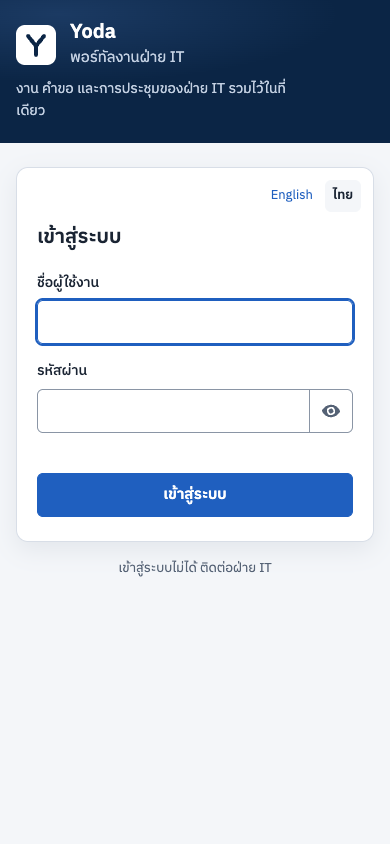 Y
Yoda
พอร์ทัลงานฝ่าย IT
งาน คำขอ และการประชุมของฝ่าย IT รวมไว้ในที่
เดียว
English ไทย
เข้าสู่ระบบ
ชื่อผู้ใช้งาน
รหัสผ่าน
เข้าสู่ระบบ
เข้าสู่ระบบไม่ได้ ติดต่อฝ่าย IT